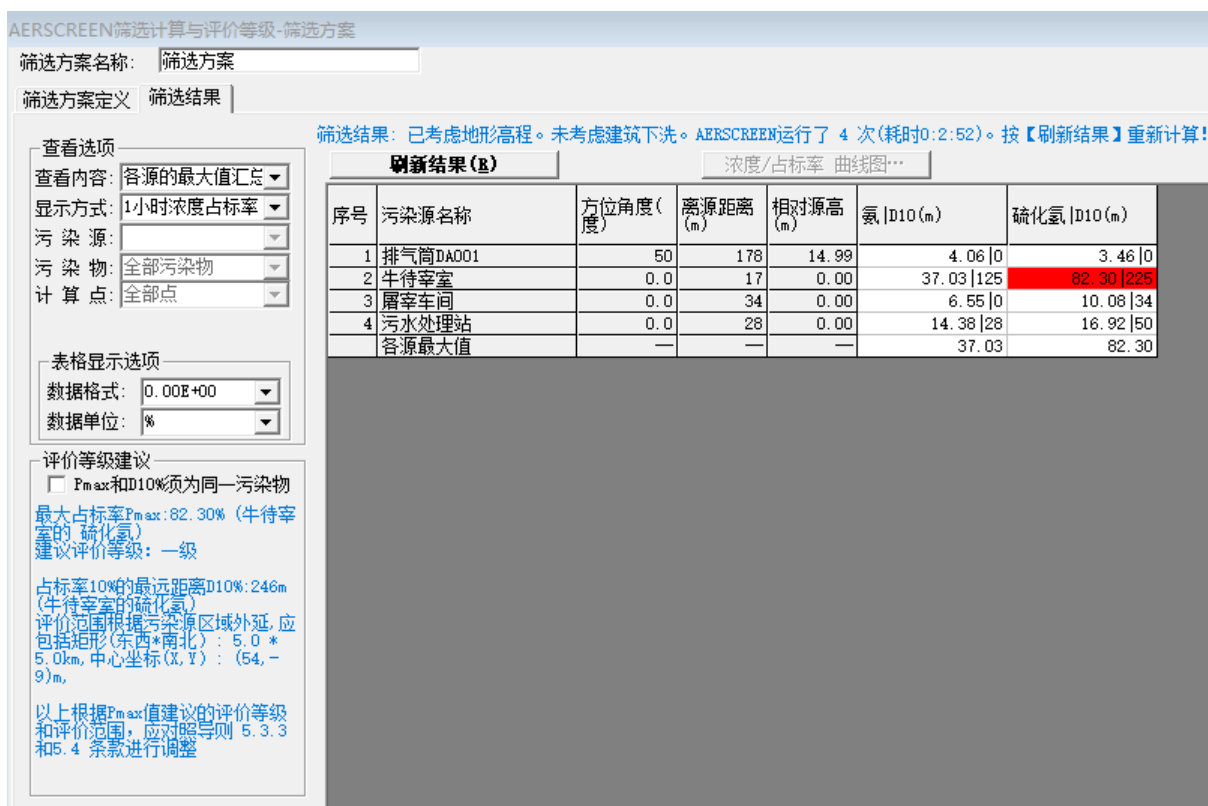 AERSCREEN筛选计算与评价等级-筛选方案
筛选方案名称: 筛选方案
筛选方案定义 筛选结果
筛选结果: 已考虑地形高程。未考虑建筑下洗。AERSCREEN运行了 4 次(耗时0:2:52)。按【刷新结果】重新计算!
刷新结果(R) 浓度/占标率 曲线图…
查看选项
查看内容: 各源的最大值汇总
显示方式: 1小时浓度占标率
污 染 源:
污 染 物: 全部污染物
计 算 点: 全部点
表格显示选项
数据格式: 0.00E+00
数据单位: %
评价等级建议
Pmax和D10%须为同一污染物
最大占标率Pmax:82.30% (牛待宰
室的 硫化氢)
建议评价等级: 一级
占标率10%的最远距离D10%:246m
(牛待宰室的硫化氢)
评价范围根据污染源区域外延,应
包括矩形(东西*南北): 5.0 *
5.0km,中心坐标(X,Y): (54,-
9)m,
以上根据Pmax值建议的评价等级
和评价范围,应对照导则 5.3.3
和5.4 条款进行调整
序号 污染源名称 方位角度(度) 离源距离(m) 相对源高(m) 氨|D10(m) 硫化氢|D10(m)
1 排气筒DA001 50 178 14.99 4.06|0 3.46|0
2 牛待宰室 0.0 17 0.00 37.03|125 82.30|225
3 屠宰车间 0.0 34 0.00 6.55|0 10.08|34
4 污水处理站 0.0 28 0.00 14.38|28 16.92|50
各源最大值 — — — 37.03 82.30